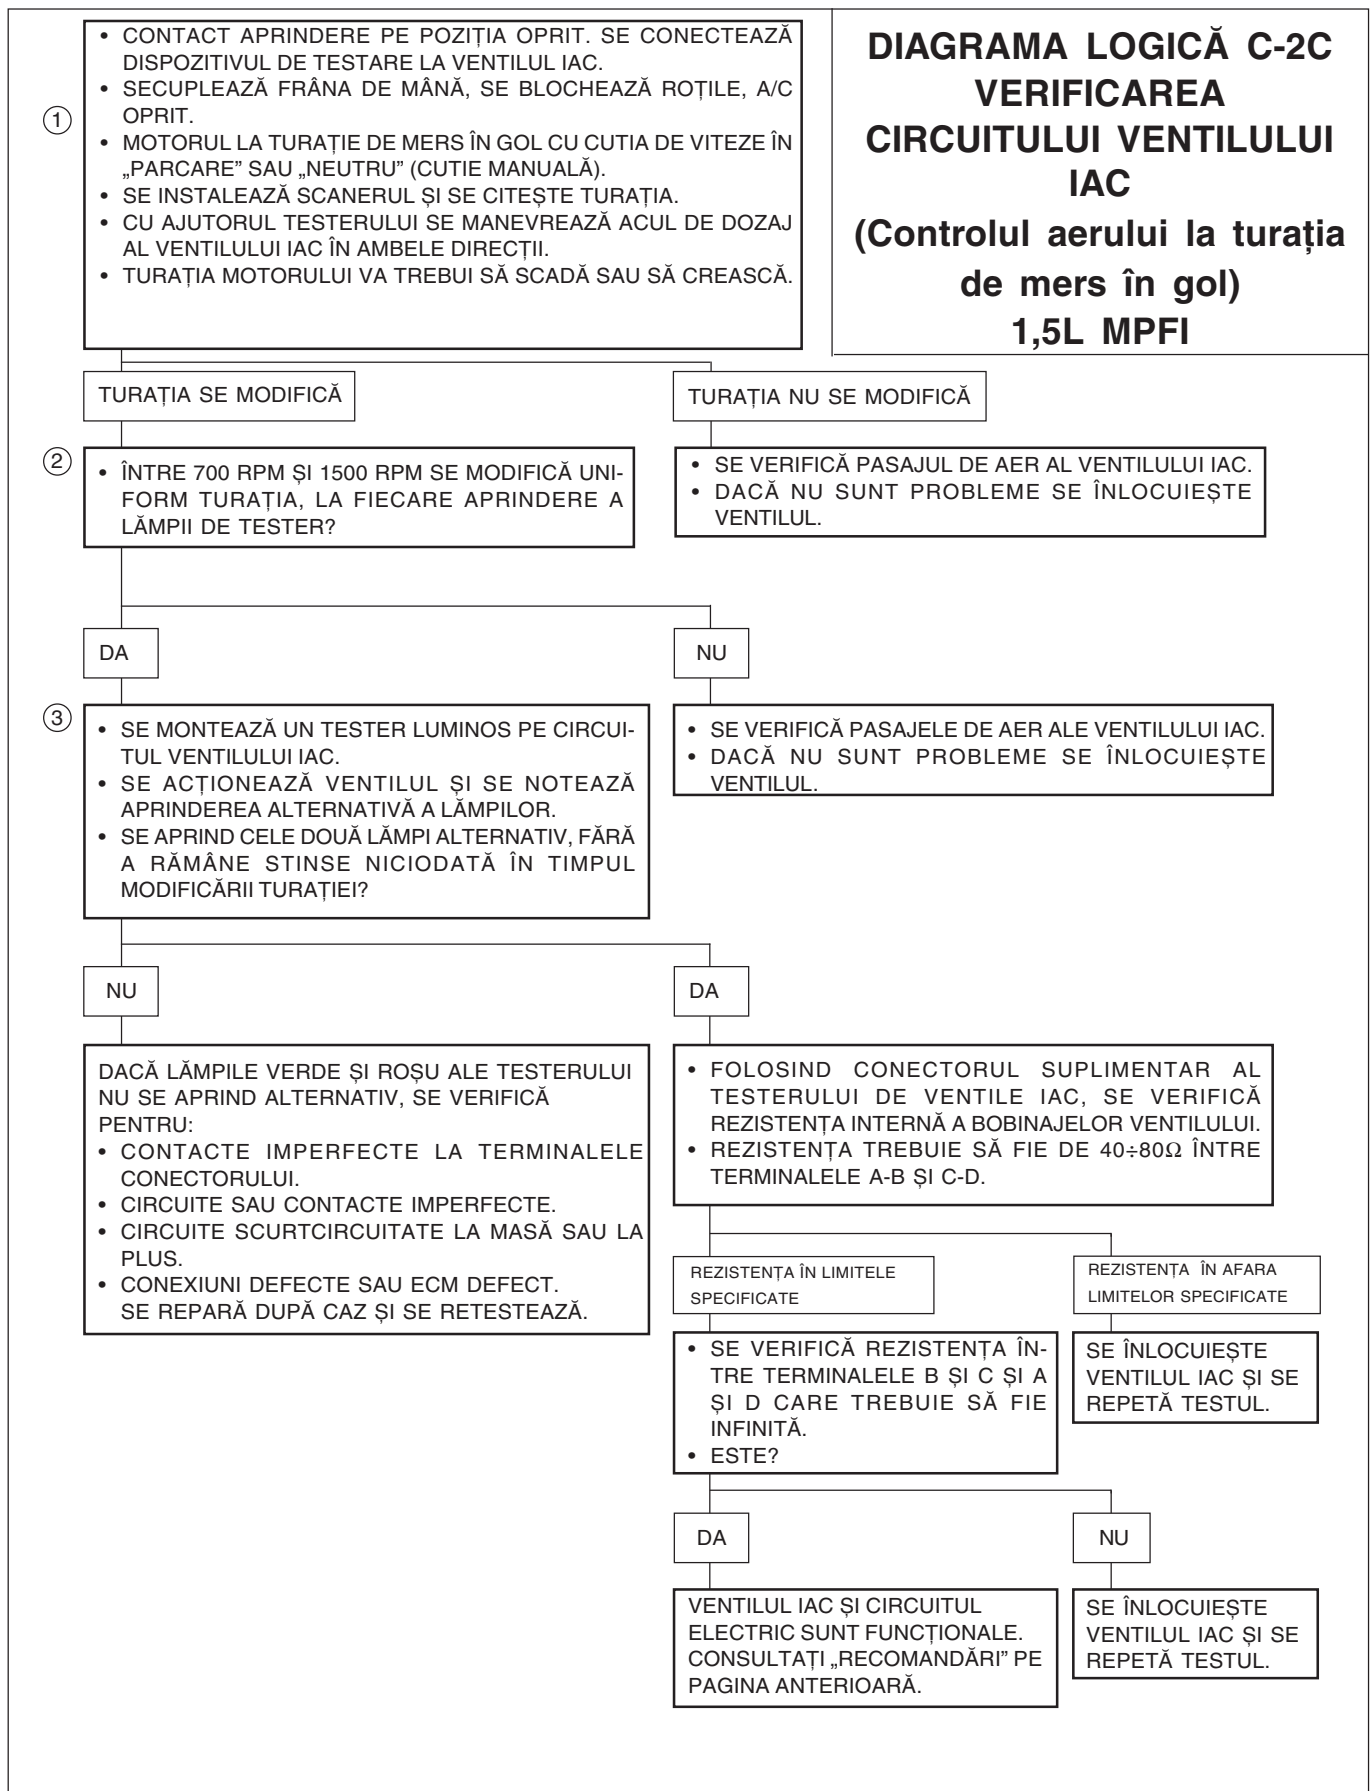 DIAGRAMA LOGICĂ C-2C
VERIFICAREA
CIRCUITULUI VENTILULUI
IAC
(Controlul aerului la turația
de mers în gol)
1,5L MPFI
1
• CONTACT APRINDERE PE POZIȚIA OPRIT. SE CONECTEAZĂ
DISPOZITIVUL DE TESTARE LA VENTILUL IAC.
• SECUPLEAZĂ FRÂNA DE MÂNĂ, SE BLOCHEAZĂ ROȚILE, A/C
OPRIT.
• MOTORUL LA TURAȚIE DE MERS ÎN GOL CU CUTIA DE VITEZE ÎN
„PARCARE” SAU „NEUTRU” (CUTIE MANUALĂ).
• SE INSTALEAZĂ SCANERUL ȘI SE CITEȘTE TURAȚIA.
• CU AJUTORUL TESTERULUI SE MANEVREAZĂ ACUL DE DOZAJ
AL VENTILULUI IAC ÎN AMBELE DIRECȚII.
• TURAȚIA MOTORULUI VA TREBUI SĂ SCADĂ SAU SĂ CREASCĂ.
TURAȚIA SE MODIFICĂ
TURAȚIA NU SE MODIFICĂ
2
• ÎNTRE 700 RPM ȘI 1500 RPM SE MODIFICĂ UNI-
FORM TURAȚIA, LA FIECARE APRINDERE A
LĂMPII DE TESTER?
• SE VERIFICĂ PASAJUL DE AER AL VENTILULUI IAC.
• DACĂ NU SUNT PROBLEME SE ÎNLOCUIEȘTE
VENTILUL.
DA
NU
3
• SE MONTEAZĂ UN TESTER LUMINOS PE CIRCUI-
TUL VENTILULUI IAC.
• SE ACȚIONEAZĂ VENTILUL ȘI SE NOTEAZĂ
APRINDEREA ALTERNATIVĂ A LĂMPILOR.
• SE APRIND CELE DOUĂ LĂMPI ALTERNATIV, FĂRĂ
A RĂMÂNE STINSE NICIODATĂ ÎN TIMPUL
MODIFICĂRII TURAȚIEI?
• SE VERIFICĂ PASAJELE DE AER ALE VENTILULUI IAC.
• DACĂ NU SUNT PROBLEME SE ÎNLOCUIEȘTE
VENTILUL.
NU
DA
DACĂ LĂMPILE VERDE ȘI ROȘU ALE TESTERULUI
NU SE APRIND ALTERNATIV, SE VERIFICĂ
PENTRU:
• CONTACTE IMPERFECTE LA TERMINALELE
CONECTORULUI.
• CIRCUITE SAU CONTACTE IMPERFECTE.
• CIRCUITE SCURTCIRCUITATE LA MASĂ SAU LA
PLUS.
• CONEXIUNI DEFECTE SAU ECM DEFECT.
SE REPARĂ DUPĂ CAZ ȘI SE RETESTEAZĂ.
• FOLOSIND CONECTORUL SUPLIMENTAR AL
TESTERULUI DE VENTILE IAC, SE VERIFICĂ
REZISTENȚA INTERNĂ A BOBINAJELOR VENTILULUI.
• REZISTENȚA TREBUIE SĂ FIE DE 40÷80Ω ÎNTRE
TERMINALELE A-B ȘI C-D.
REZISTENȚA ÎN LIMITELE
SPECIFICATE
REZISTENȚA ÎN AFARA
LIMITELOR SPECIFICATE
• SE VERIFICĂ REZISTENȚA ÎN-
TRE TERMINALELE B ȘI C ȘI A
ȘI D CARE TREBUIE SĂ FIE
INFINITĂ.
• ESTE?
SE ÎNLOCUIEȘTE
VENTILUL IAC ȘI SE
REPETĂ TESTUL.
DA
NU
VENTILUL IAC ȘI CIRCUITUL
ELECTRIC SUNT FUNCȚIONALE.
CONSULTAȚI „RECOMANDĂRI” PE
PAGINA ANTERIOARĂ.
SE ÎNLOCUIEȘTE
VENTILUL IAC ȘI SE
REPETĂ TESTUL.